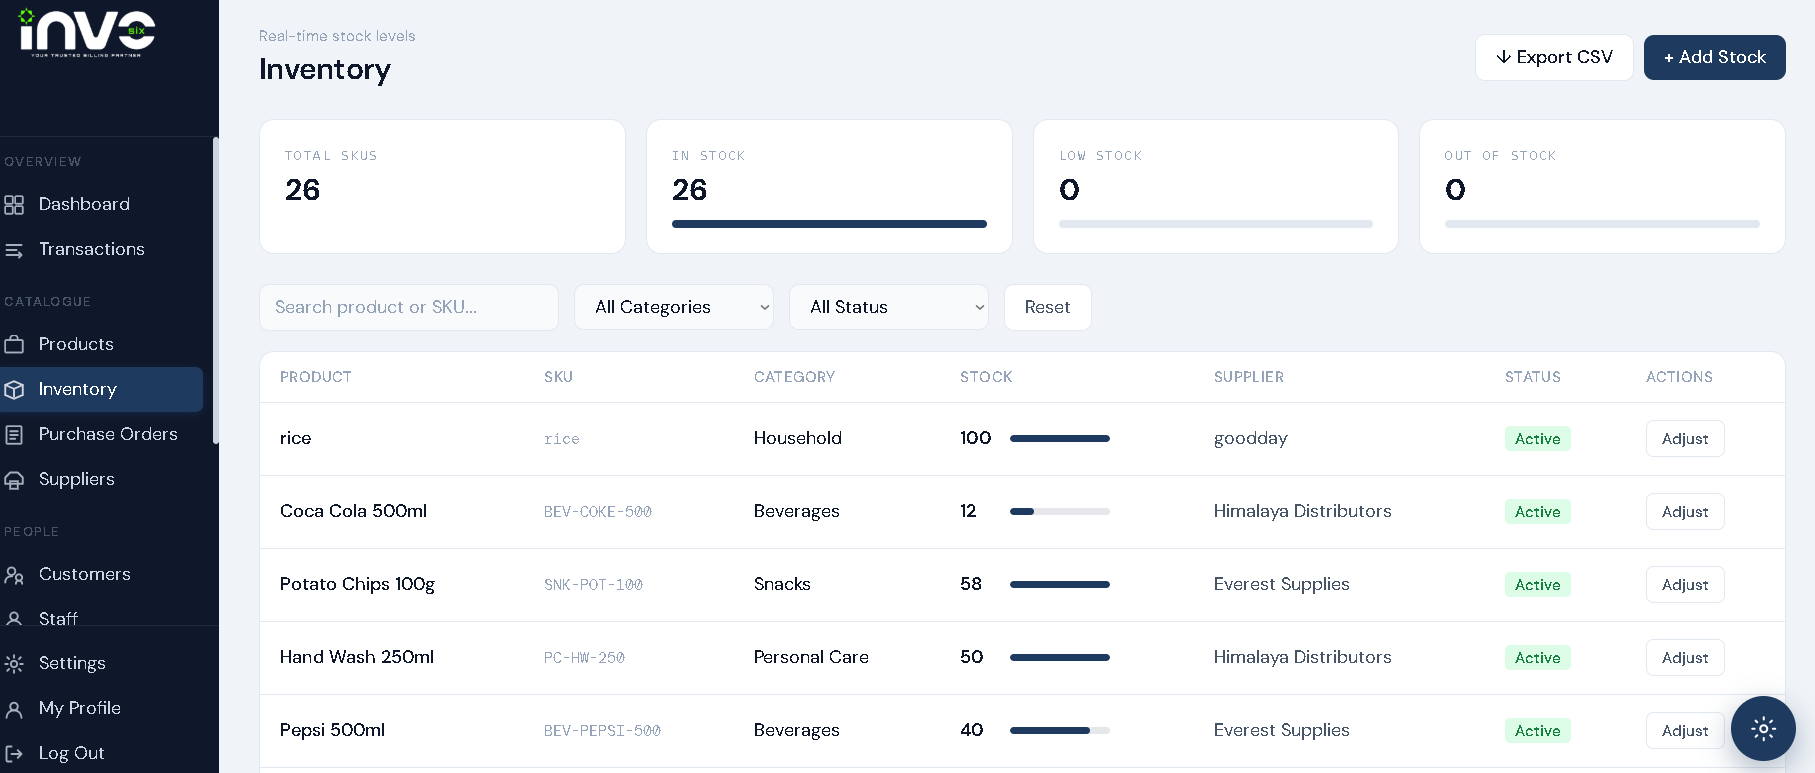 invo
six
YOUR TRUSTED BILLING PARTNER
OVERVIEW
Dashboard
Transactions
CATALOGUE
Products
Inventory
Purchase Orders
Suppliers
PEOPLE
Customers
Staff
Settings
My Profile
Log Out
Real-time stock levels
Inventory
↓ Export CSV
+ Add Stock
TOTAL SKUS
26
IN STOCK
26
LOW STOCK
0
OUT OF STOCK
0
Search product or SKU...
All Categories
All Status
Reset
PRODUCT SKU CATEGORY STOCK SUPPLIER STATUS ACTIONS
rice rice Household 100 goodday Active Adjust
Coca Cola 500ml BEV-COKE-500 Beverages 12 Himalaya Distributors Active Adjust
Potato Chips 100g SNK-POT-100 Snacks 58 Everest Supplies Active Adjust
Hand Wash 250ml PC-HW-250 Personal Care 50 Himalaya Distributors Active Adjust
Pepsi 500ml BEV-PEPSI-500 Beverages 40 Everest Supplies Active Adjust